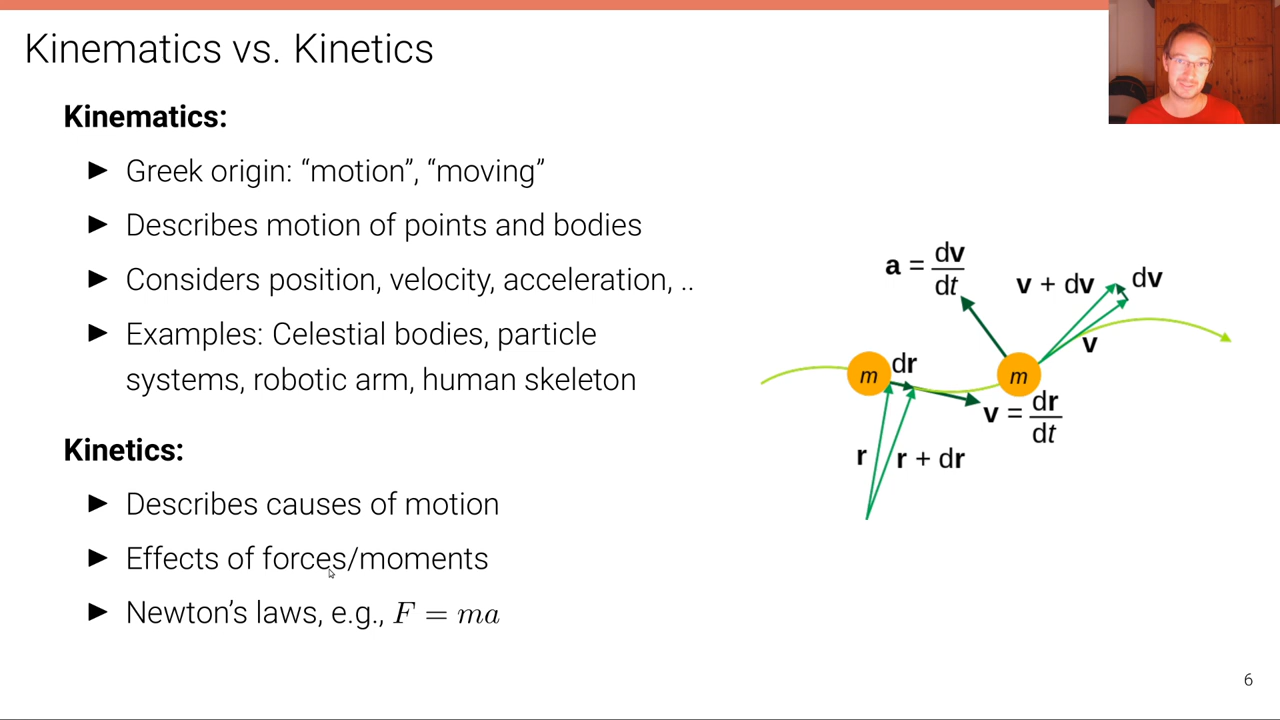 Kinematics vs. Kinetics
Kinematics:
► Greek origin: “motion”, “moving”
► Describes motion of points and bodies
► Considers position, velocity, acceleration, ..
► Examples: Celestial bodies, particle
systems, robotic arm, human skeleton
Kinetics:
► Describes causes of motion
► Effects of forces/moments
► Newton’s laws, e.g., F = ma
a = dv/dt
v + dv
dv
v
m
dr
m
v = dr/dt
r
r + dr
6